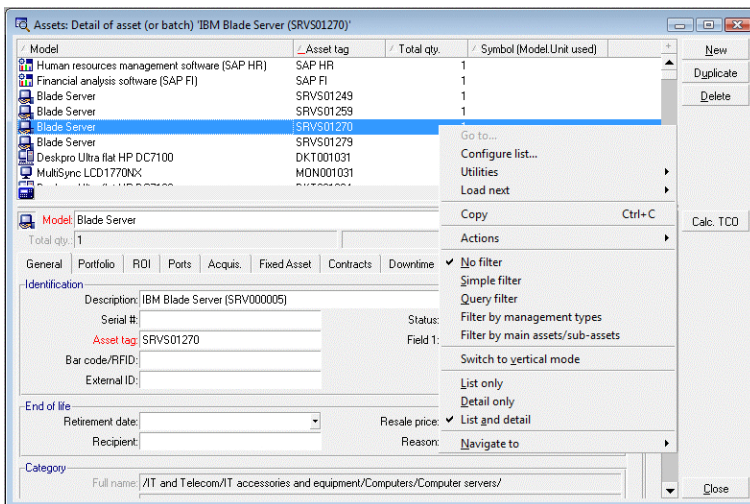 Assets: Detail of asset (or batch) 'IBM Blade Server (SRVS01270)'
Model Asset tag Total qty. Symbol (Model.Unit used)
Human resources management software (SAP HR) SAP HR 1
Financial analysis software (SAP FI) SAP FI 1
Blade Server SRVS01249 1
Blade Server SRVS01259 1
Blade Server SRVS01270
Blade Server SRVS01279
Deskpro Ultra flat HP DC7100 DKT001031
MultiSync LCD1770NX MON001031
New
Duplicate
Delete
Go to...
Configure list...
Utilities
Load next
Copy Ctrl+C
Actions
No filter
Simple filter
Query filter
Filter by management types
Filter by main assets/sub-assets
Switch to vertical mode
List only
Detail only
List and detail
Navigate to
Model: Blade Server
Total qty.: 1
Calc. TCO
General Portfolio ROI Ports Acquis. Fixed Asset Contracts Downtime
Identification
Description: IBM Blade Server (SRV000005)
Serial #: Status:
Asset tag: SRVS01270 Field 1:
Bar code/RFID:
External ID:
End of life
Retirement date: Resale price:
Recipient: Reason:
Category
Full name: /IT and Telecom/IT accessories and equipment/Computers/Computer servers/
Close